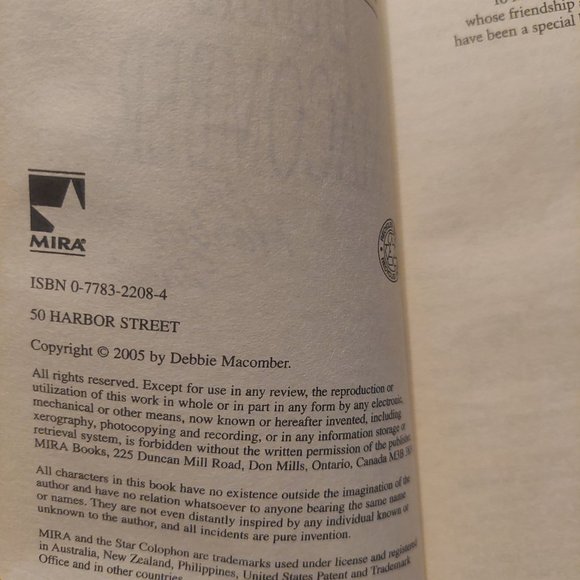 whose friendship
have been a special
MIRA®
ISBN 0-7783-2208-4
50 HARBOR STREET
Copyright © 2005 by Debbie Macomber.
All rights reserved. Except for use in any review, the reproduction or
utilization of this work in whole or in part in any form by any electronic,
mechanical or other means, now known or hereafter invented, including
xerography, photocopying and recording, or in any information storage or
retrieval system, is forbidden without the written permission of the publisher,
MIRA Books, 225 Duncan Mill Road, Don Mills, Ontario, Canada M3B
All characters in this book have no existence outside the imagination of the
author and have no relation whatsoever to anyone bearing the same name
or names. They are not even distantly inspired by any individual known or
unknown to the author, and all incidents are pure invention.
MIRA and the Star Colophon are trademarks used under license and registered
in Australia, New Zealand, Philippines, United States Patent and Trademark
Office and in other countries.